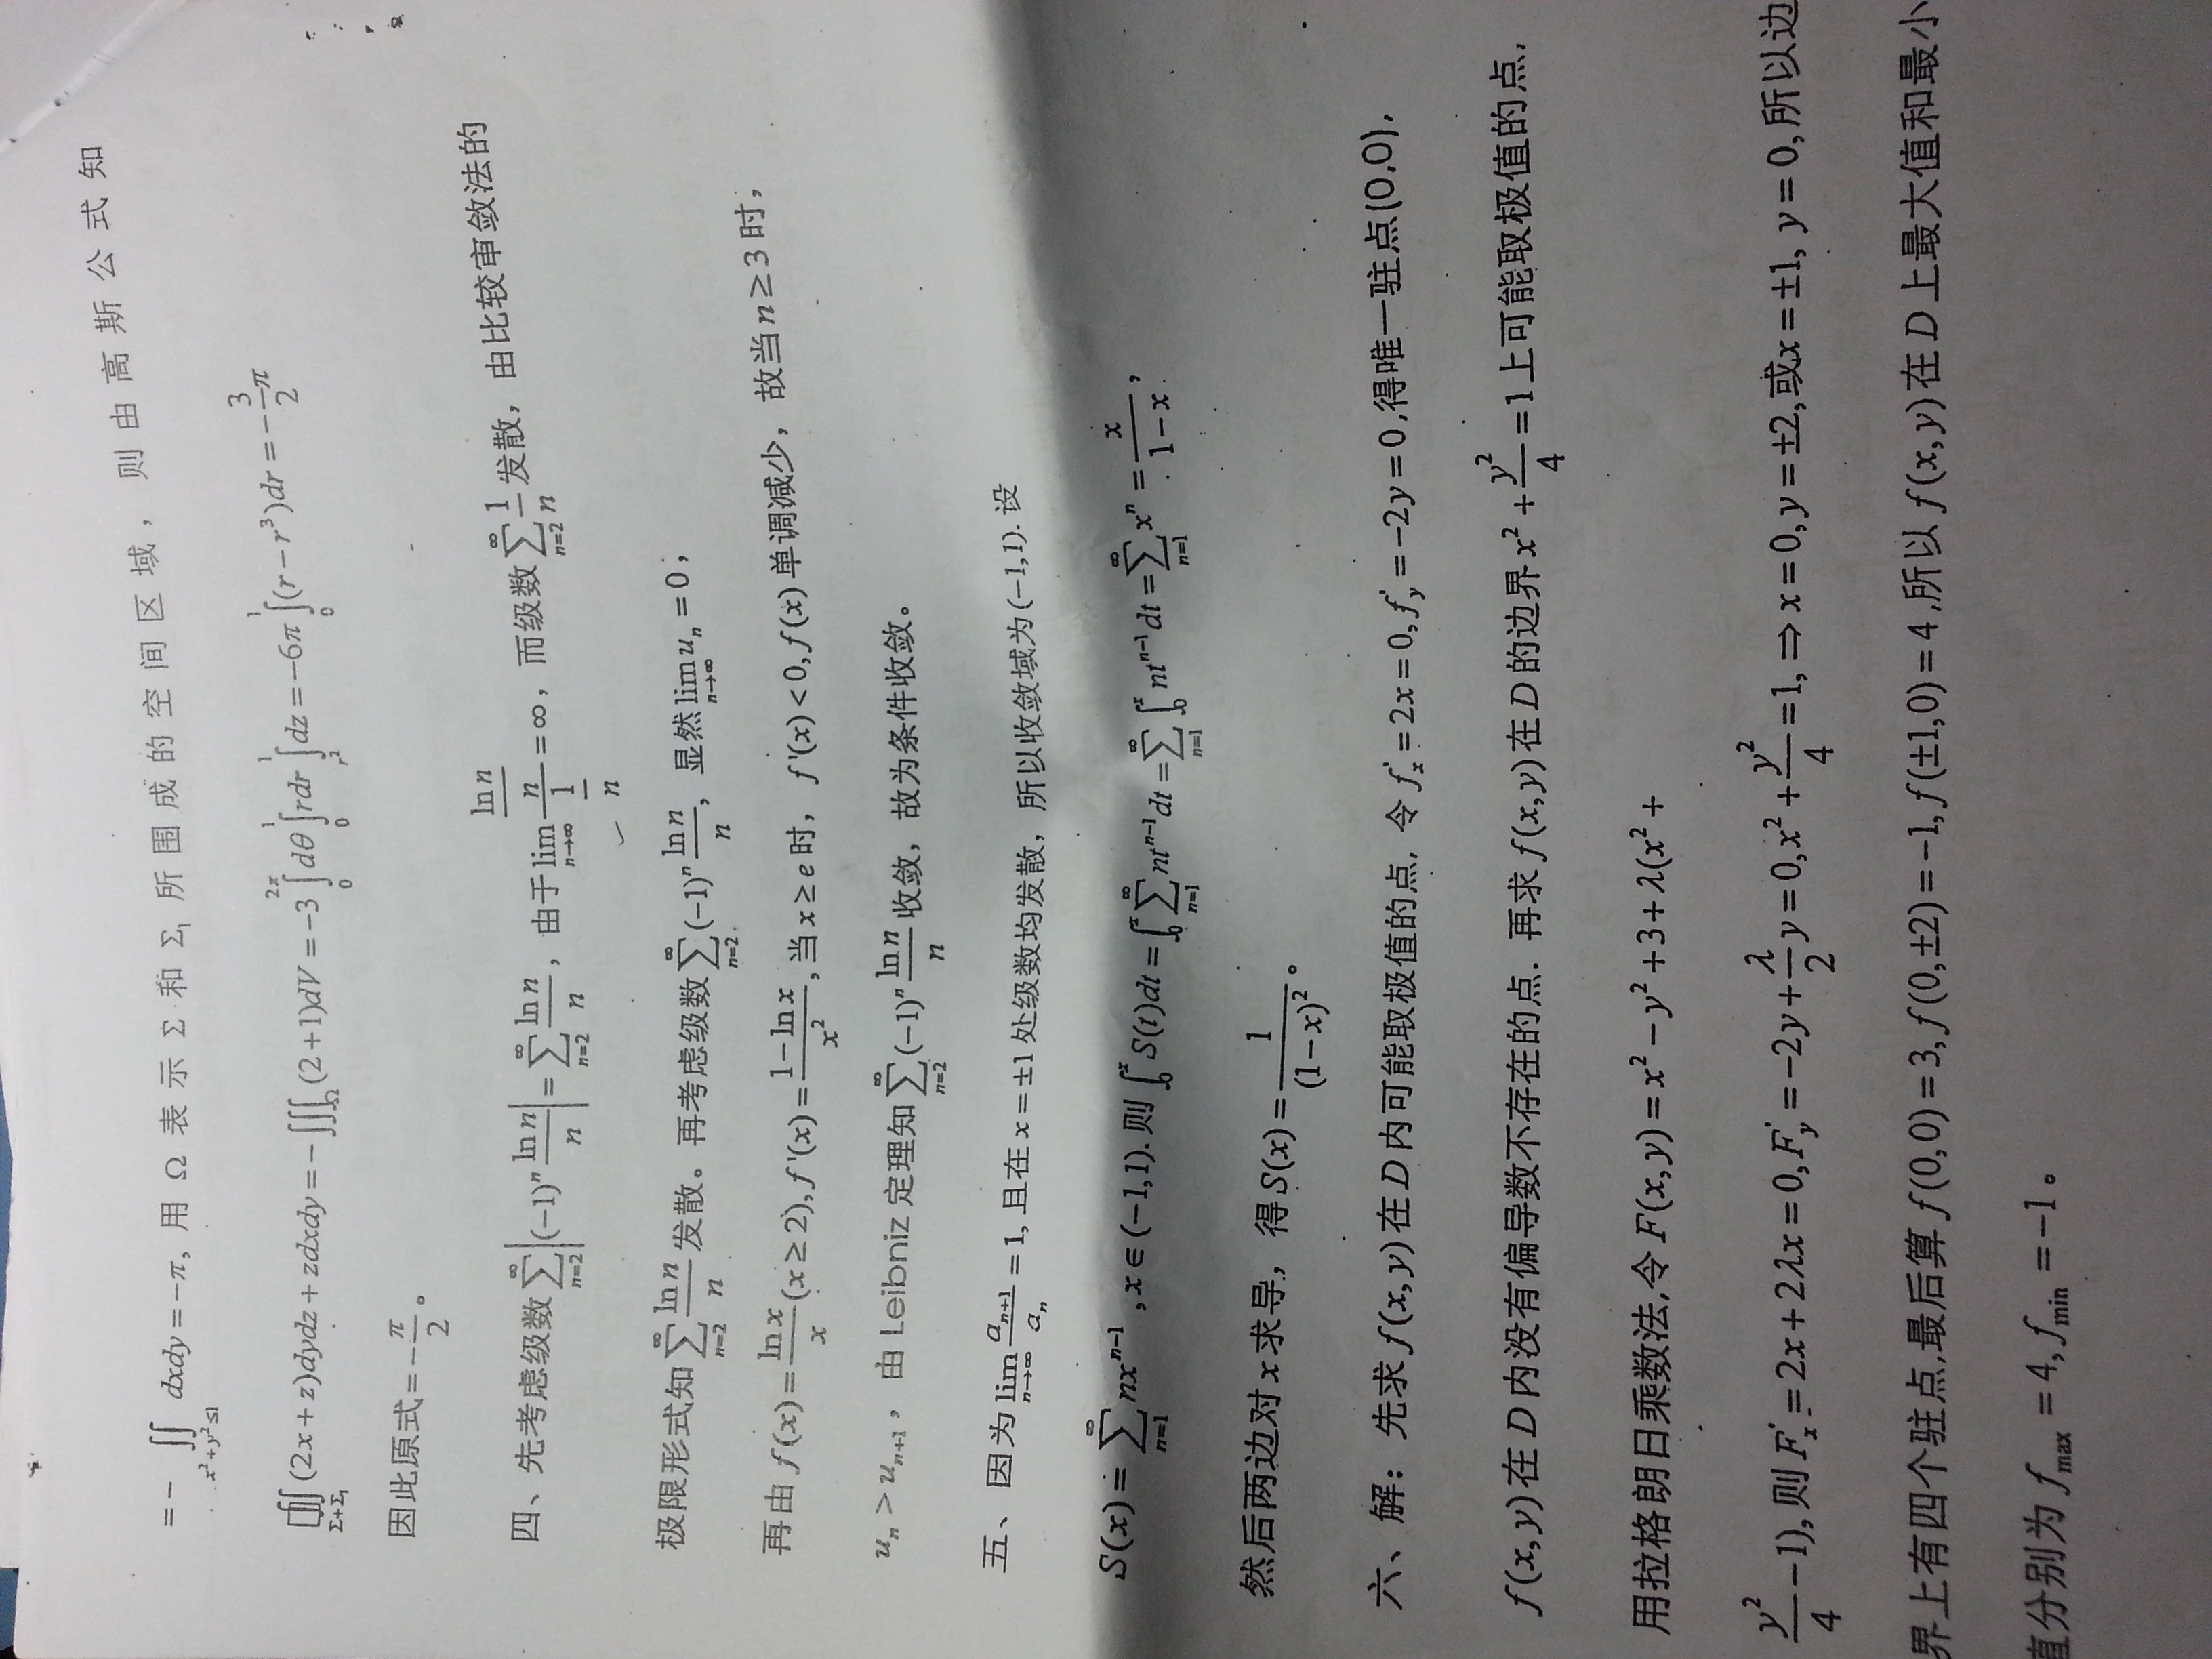 $= -\iint\limits_{x^2+y^2\leq 1} dxdy = -\pi$, 用 Ω 表示 Σ 和 $\Sigma_1$ 所围成的空间区域，则由高斯公式知
$\oiint\limits_{\Sigma+\Sigma_1} (2x+z)dydz + zdxdy = -\iiint_{\Omega} (2+1)dV = -3\int_0^{2\pi} d\theta \int_0^1 rdr \int_{r^2}^1 dz = -6\pi \int_0^1 (r-r^3)dr = -\frac{3}{2}\pi$
因此原式$= -\frac{\pi}{2}$。
四、先考虑级数$\sum_{n=2}^{\infty} \left|(-1)^n \frac{\ln n}{n}\right| = \sum_{n=2}^{\infty} \frac{\ln n}{n}$，由于$\lim_{n\to\infty} \frac{\frac{\ln n}{n}}{\frac{1}{n}} = \infty$，而级数$\sum_{n=2}^{\infty} \frac{1}{n}$发散，由比较审敛法的
极限形式知$\sum_{n=2}^{\infty} \frac{\ln n}{n}$发散。再考虑级数$\sum_{n=2}^{\infty} (-1)^n \frac{\ln n}{n}$, 显然$\lim_{n\to\infty} u_n = 0$；
再由 $f(x) = \frac{\ln x}{x} (x \geq 2), f'(x) = \frac{1-\ln x}{x^2}$, 当 $x \geq e$ 时，$f'(x) < 0, f(x)$ 单调减少，故当 $n \geq 3$ 时，
$u_n > u_{n+1}$，由 Leibniz 定理知$\sum_{n=2}^{\infty} (-1)^n \frac{\ln n}{n}$收敛，故为条件收敛。
五、因为$\lim_{n\to\infty} \frac{a_{n+1}}{a_n} = 1$, 且在 $x = \pm 1$ 处级数均发散，所以收敛域为$(-1,1)$. 设
$S(x) = \sum_{n=1}^{\infty} nx^{n-1}, x \in (-1,1)$. 则 $\int_0^x S(t)dt = \int_0^x \sum_{n=1}^{\infty} nt^{n-1}dt = \sum_{n=1}^{\infty} \int_0^x nt^{n-1}dt = \sum_{n=1}^{\infty} x^n = \frac{x}{1-x}$,
然后两边对 x 求导，得 $S(x) = \frac{1}{(1-x)^2}$。
六、解：先求 $f(x,y)$ 在 D 内可能取极值的点, 令 $f_x' = 2x = 0, f_y' = -2y = 0$,得唯一驻点(0,0),
$f(x,y)$ 在 D 内没有偏导数不存在的点. 再求 $f(x,y)$ 在 D 的边界 $x^2 + \frac{y^2}{4} = 1$上可能取极值的点,
用拉格朗日乘数法,令 $F(x,y) = x^2 - y^2 + 3 + \lambda(x^2 +$
$\frac{y^2}{4} - 1)$, 则 $F_x' = 2x + 2\lambda x = 0, F_y' = -2y + \frac{\lambda}{2}y = 0, x^2 + \frac{y^2}{4} = 1, \Rightarrow x = 0, y = \pm 2$,或$x = \pm 1, y = 0$,所以边
界上有四个驻点,最后算 $f(0,0) = 3, f(0,\pm 2) = -1, f(\pm 1,0) = 4$,所以 $f(x,y)$ 在 D 上最大值和最小
值分别为 $f_{\max} = 4, f_{\min} = -1$。